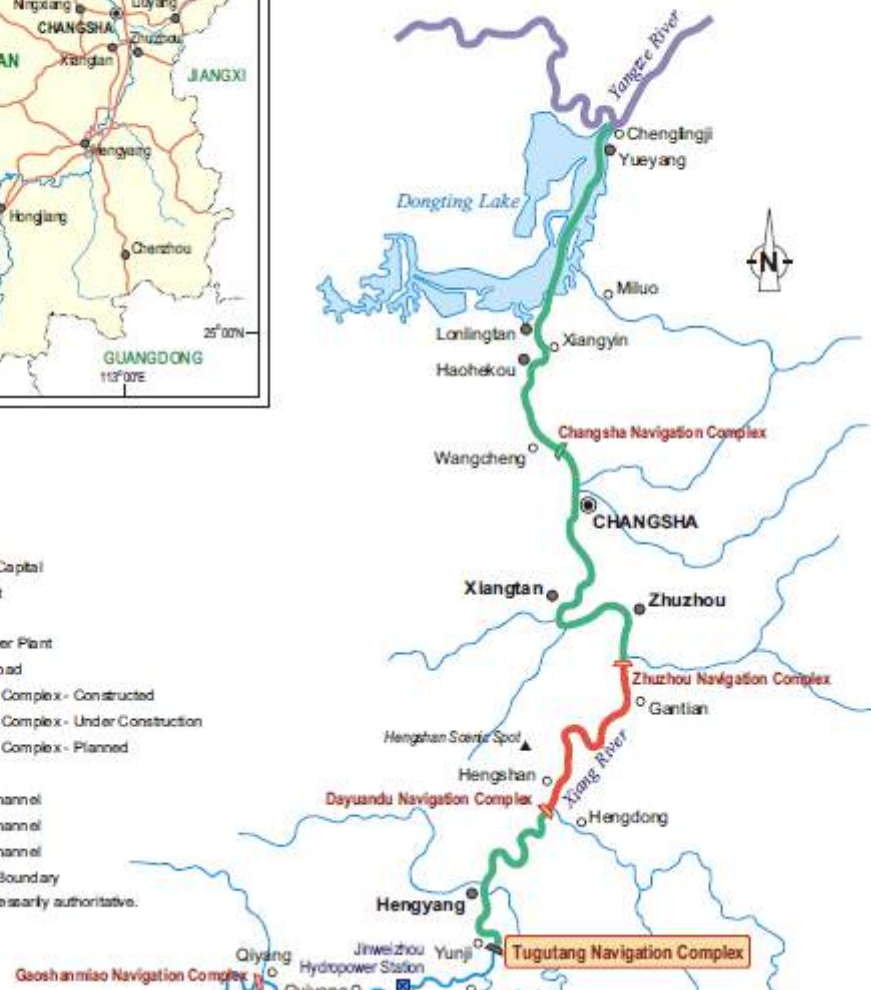 Ningxiang
Liuyang
CHANGSHA
Zhuzhou
Xiangtan
AN
JIANGXI
Hengyang
Hongjiang
Chenzhou
25°00'N
GUANGDONG
113°00'E
Yangtze River
Chenglingji
Yueyang
Dongting Lake
N
Miluo
Lonlingtan
Xiangyin
Haohekou
Changsha Navigation Complex
Wangcheng
CHANGSHA
Capital
t
Xiangtan
Zhuzhou
er Plant
oad
Zhuzhou Navigation Complex
Complex - Constructed
Gantian
Complex - Under Construction
Hengshan Scenic Spot
Complex - Planned
Xiang River
Hengshan
Dayuandu Navigation Complex
hannel
Hengdong
hannel
hannel
Boundary
essarily authoritative.
Hengyang
Jinweizhou
Hydropower Station
Yunji
Tugutang Navigation Complex
Qiyang
Gaoshanmiao Navigation Complex